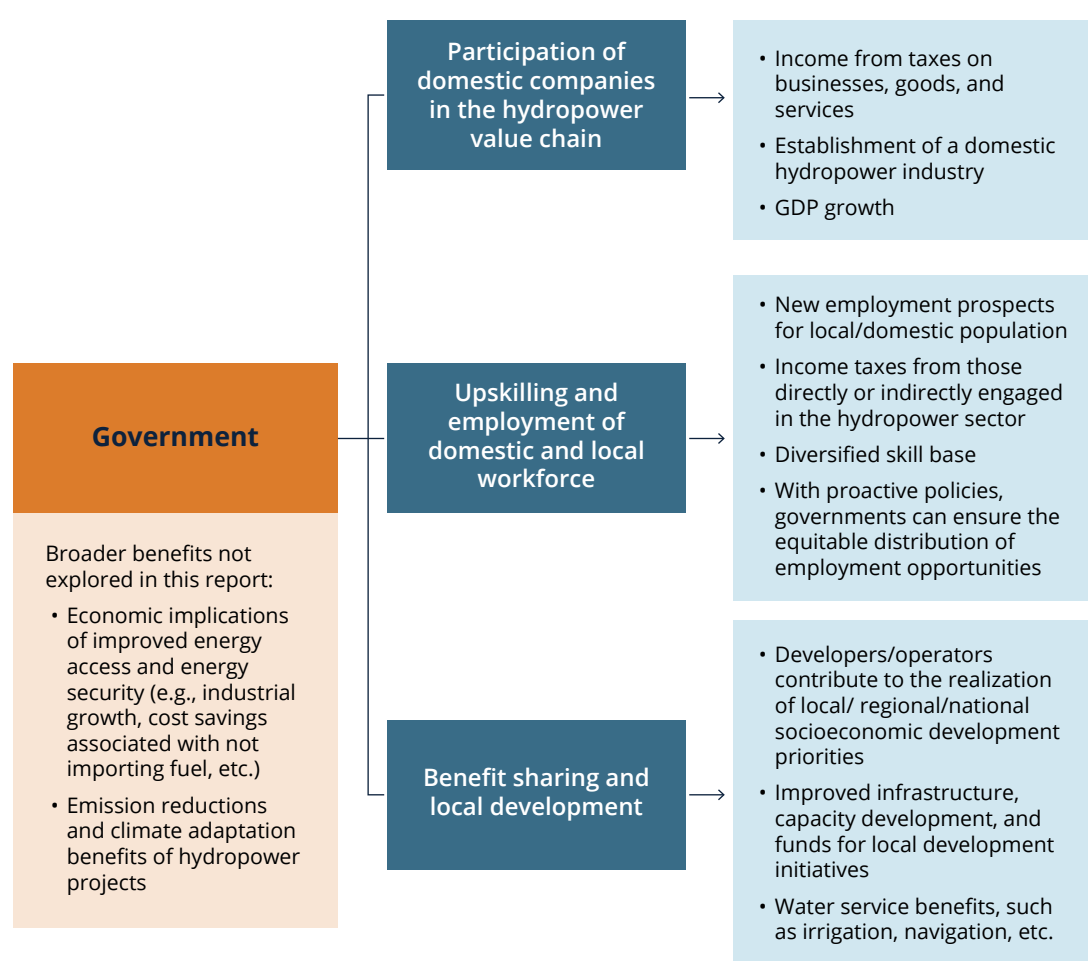 Participation of
domestic companies
in the hydropower
value chain
• Income from taxes on
businesses, goods, and
services
• Establishment of a domestic
hydropower industry
• GDP growth
Government
Broader benefits not
explored in this report:
• Economic implications
of improved energy
access and energy
security (e.g., industrial
growth, cost savings
associated with not
importing fuel, etc.)
• Emission reductions
and climate adaptation
benefits of hydropower
projects
Upskilling and
employment of
domestic and local
workforce
• New employment prospects
for local/domestic population
• Income taxes from those
directly or indirectly engaged
in the hydropower sector
• Diversified skill base
• With proactive policies,
governments can ensure the
equitable distribution of
employment opportunities
Benefit sharing and
local development
• Developers/operators
contribute to the realization
of local/ regional/national
socioeconomic development
priorities
• Improved infrastructure,
capacity development, and
funds for local development
initiatives
• Water service benefits, such
as irrigation, navigation, etc.